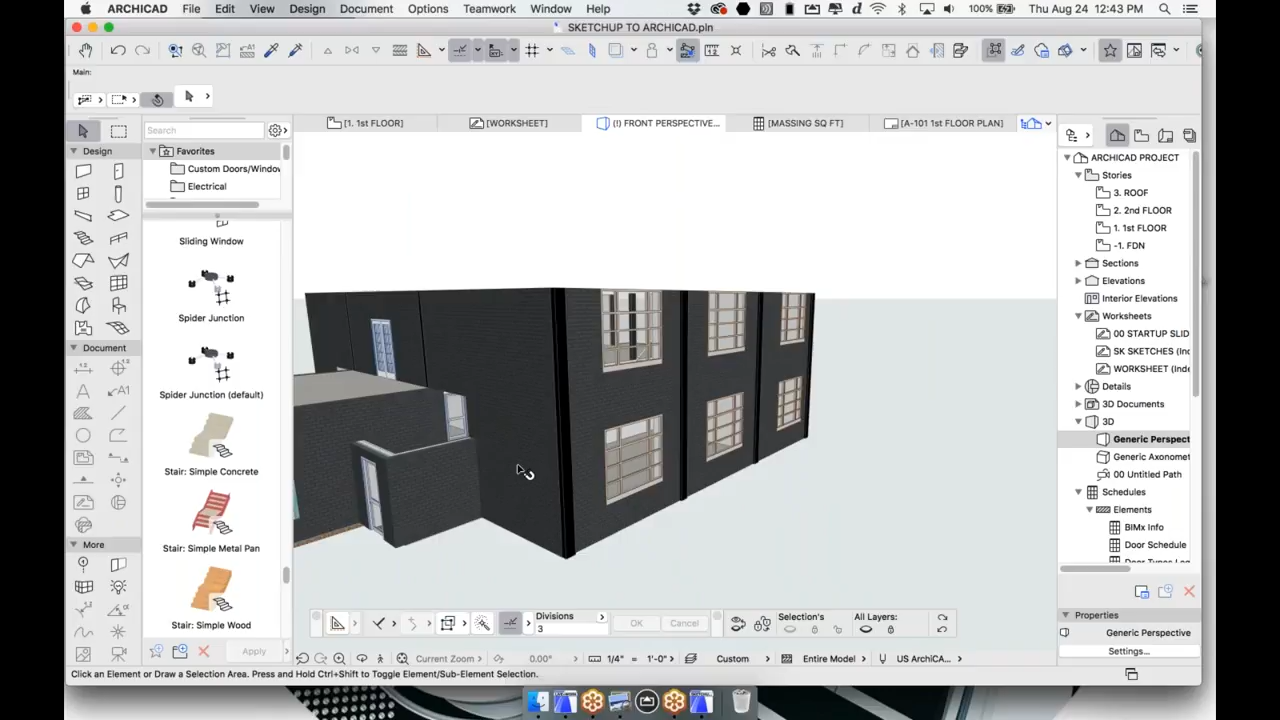 ARCHICAD File Edit View Design Document Options Teamwork Window Help 100% Thu Aug 24 12:43 PM
SKETCHUP TO ARCHICAD.pln
Main:
[1. 1st FLOOR] [WORKSHEET] (!) FRONT PERSPECTIVE... [MASSING SQ FT] [A-101 1st FLOOR PLAN]
Search
Design
Favorites
Custom Doors/Window
Electrical
Sliding Window
Spider Junction
Spider Junction (default)
Stair: Simple Concrete
Stair: Simple Metal Pan
Stair: Simple Wood
Apply
Document
More
ARCHICAD PROJECT
Stories
3. ROOF
2. 2nd FLOOR
1. 1st FLOOR
-1. FDN
Sections
Elevations
Interior Elevations
Worksheets
00 STARTUP SLID
SK SKETCHES (Inc
WORKSHEET (Inde
Details
3D Documents
3D
Generic Perspect
Generic Axonomet
00 Untitled Path
Schedules
Elements
BIMx Info
Door Schedule
Properties
Generic Perspective
Settings...
Divisions
3
OK Cancel
Selection's
All Layers:
Current Zoom 0.00° 1/4" = 1'-0" Custom Entire Model US ArchiCA...
Click an Element or Draw a Selection Area. Press and Hold Ctrl+Shift to Toggle Element/Sub-Element Selection.